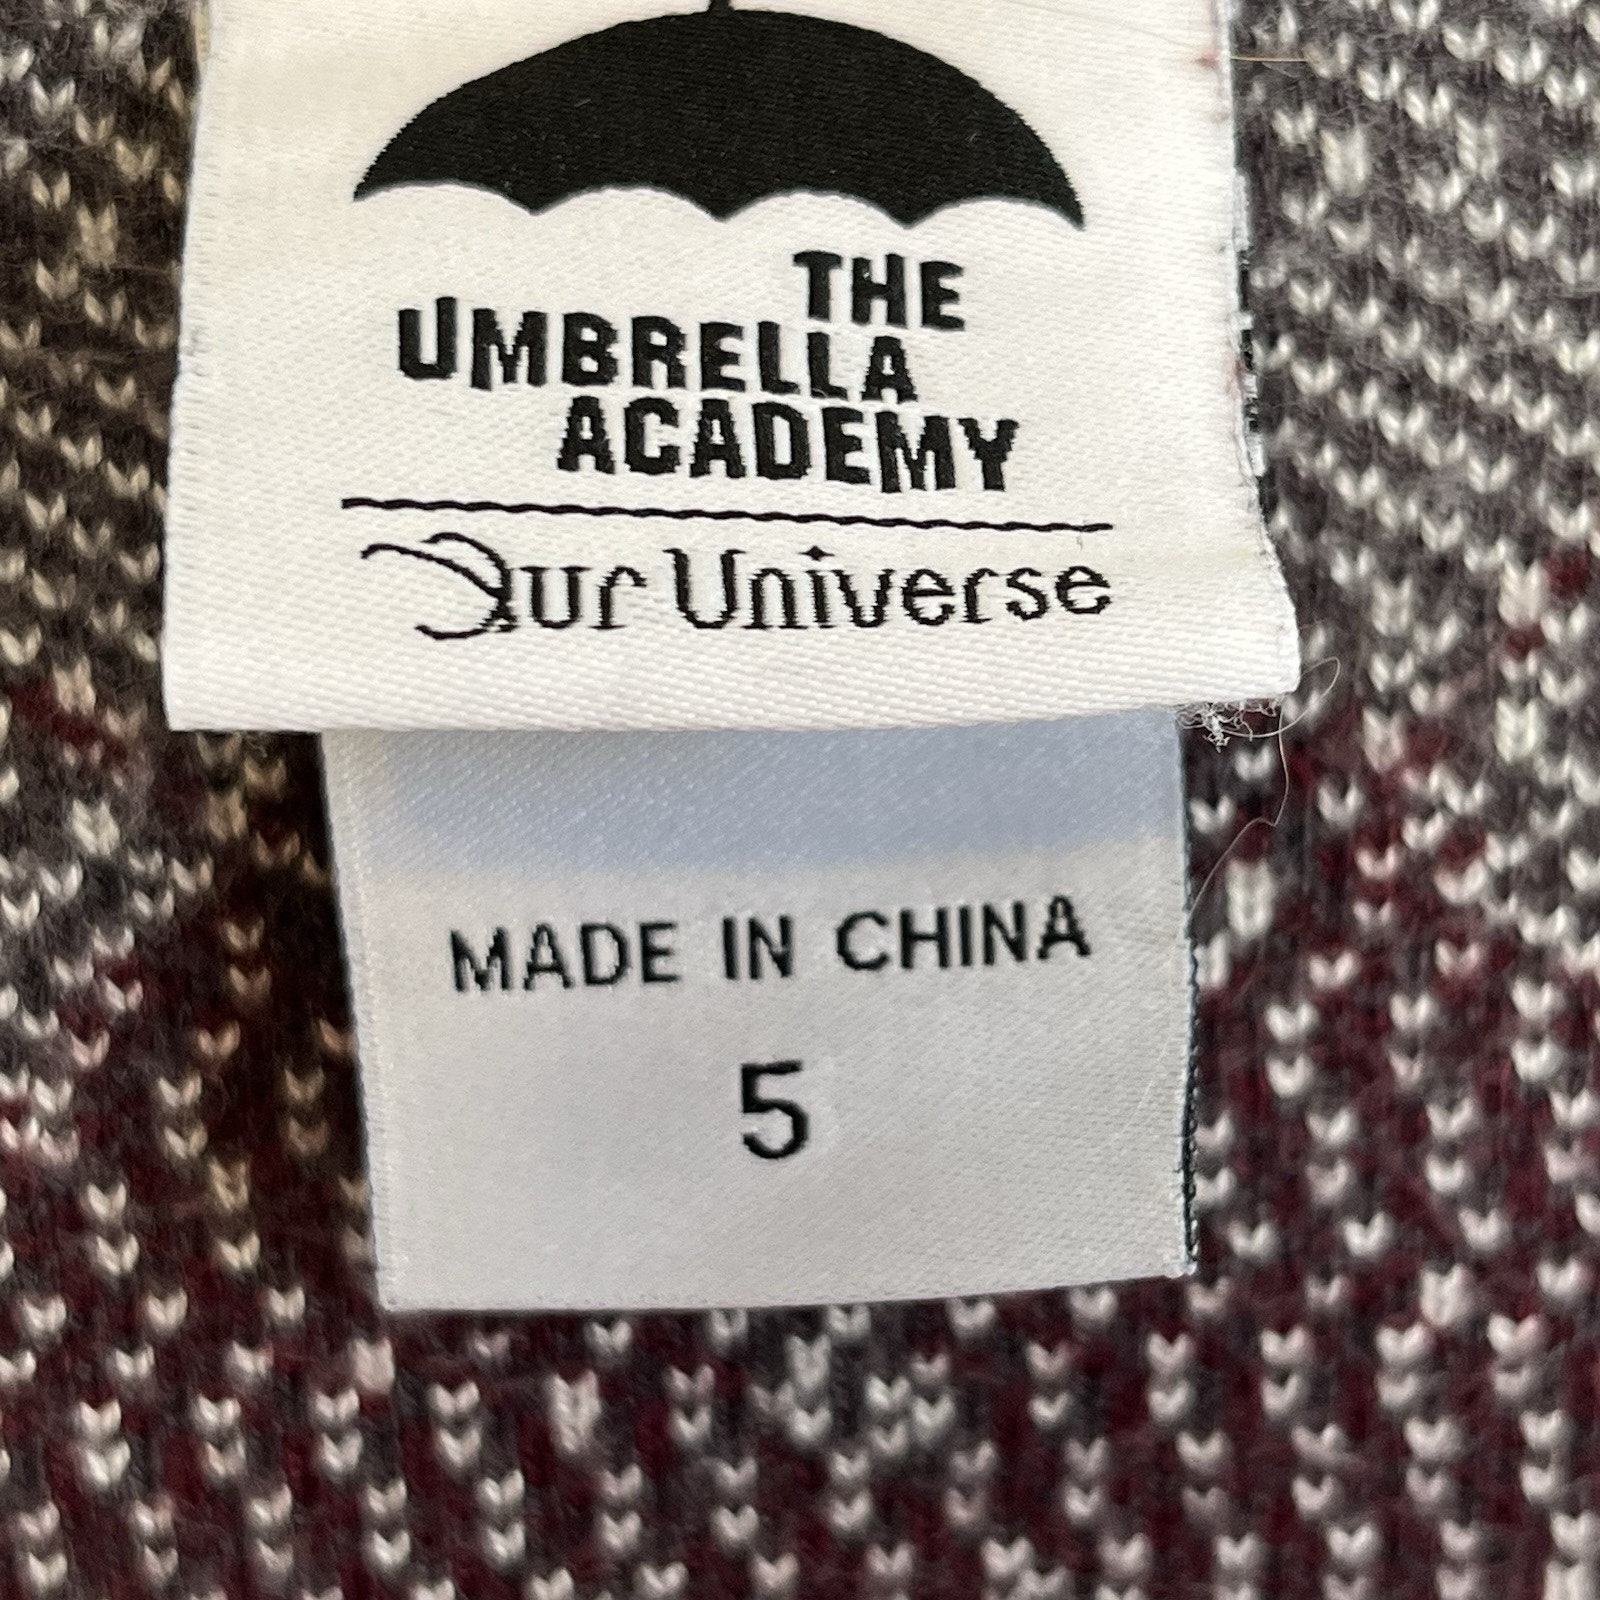 THE
UMBRELLA
ACADEMY
Our Universe
MADE IN CHINA
5